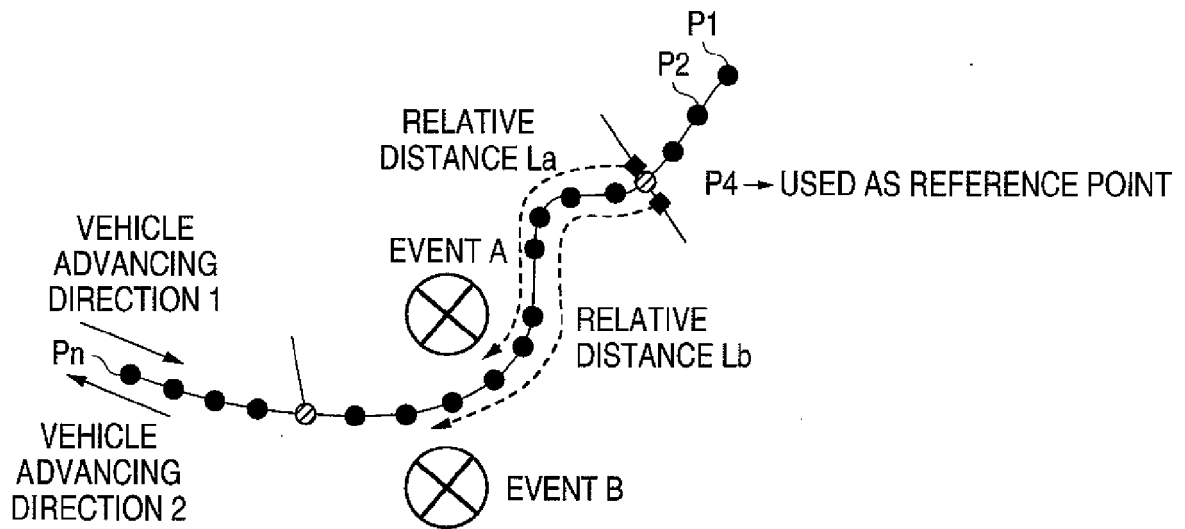 P1
P2
RELATIVE
DISTANCE La
P4 → USED AS REFERENCE POINT
VEHICLE
ADVANCING
DIRECTION 1
EVENT A
RELATIVE
DISTANCE Lb
Pn
VEHICLE
ADVANCING
DIRECTION 2
EVENT B